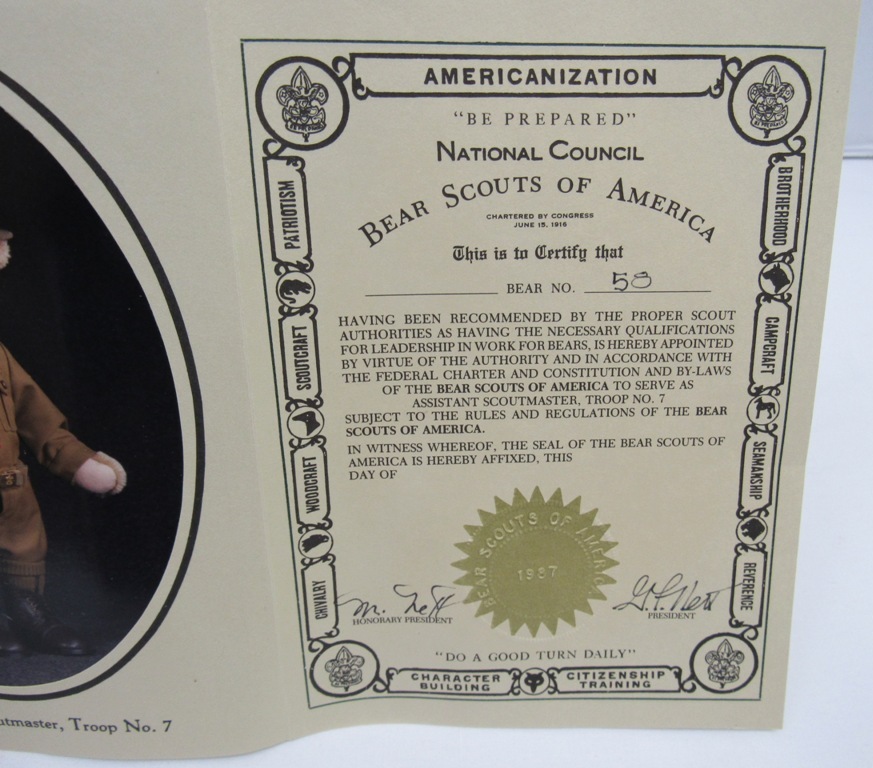 AMERICANIZATION
"BE PREPARED"
NATIONAL COUNCIL
BEAR SCOUTS OF AMERICA
CHARTERED BY CONGRESS
JUNE 15, 1916
This is to Certify that
BEAR NO. 58
HAVING BEEN RECOMMENDED BY THE PROPER SCOUT
AUTHORITIES AS HAVING THE NECESSARY QUALIFICATIONS
FOR LEADERSHIP IN WORK FOR BEARS, IS HEREBY APPOINTED
BY VIRTUE OF THE AUTHORITY AND IN ACCORDANCE WITH
THE FEDERAL CHARTER AND CONSTITUTION AND BY-LAWS
OF THE BEAR SCOUTS OF AMERICA TO SERVE AS
ASSISTANT SCOUTMASTER, TROOP NO. 7
SUBJECT TO THE RULES AND REGULATIONS OF THE BEAR
SCOUTS OF AMERICA.
IN WITNESS WHEREOF, THE SEAL OF THE BEAR SCOUTS OF
AMERICA IS HEREBY AFFIXED, THIS
DAY OF
BEAR SCOUTS OF AMERICA
1987
M. Neff
HONORARY PRESIDENT
PRESIDENT
"DO A GOOD TURN DAILY"
CHARACTER
BUILDING
CITIZENSHIP
TRAINING
PATRIOTISM
SCOUTCRAFT
WOODCRAFT
CHIVALRY
BROTHERHOOD
CAMPCRAFT
SEAMANSHIP
REVERENCE
utmaster, Troop No. 7